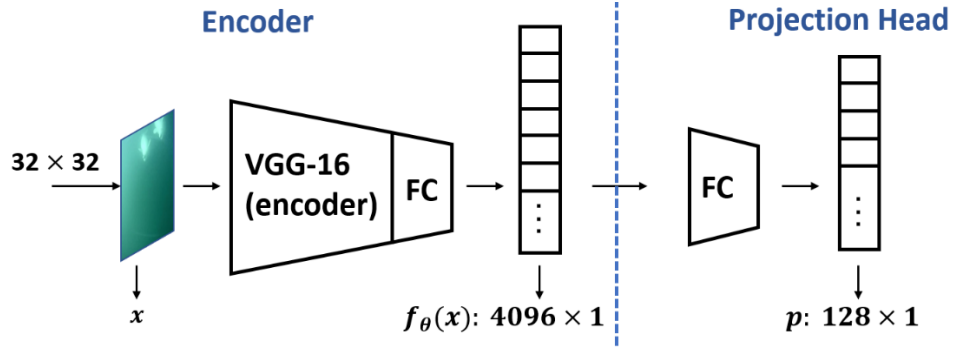 Encoder
Projection Head
32 × 32
VGG-16
(encoder)
FC
⋮
FC
⋮
x
f_θ(x): 4096 × 1
p: 128 × 1